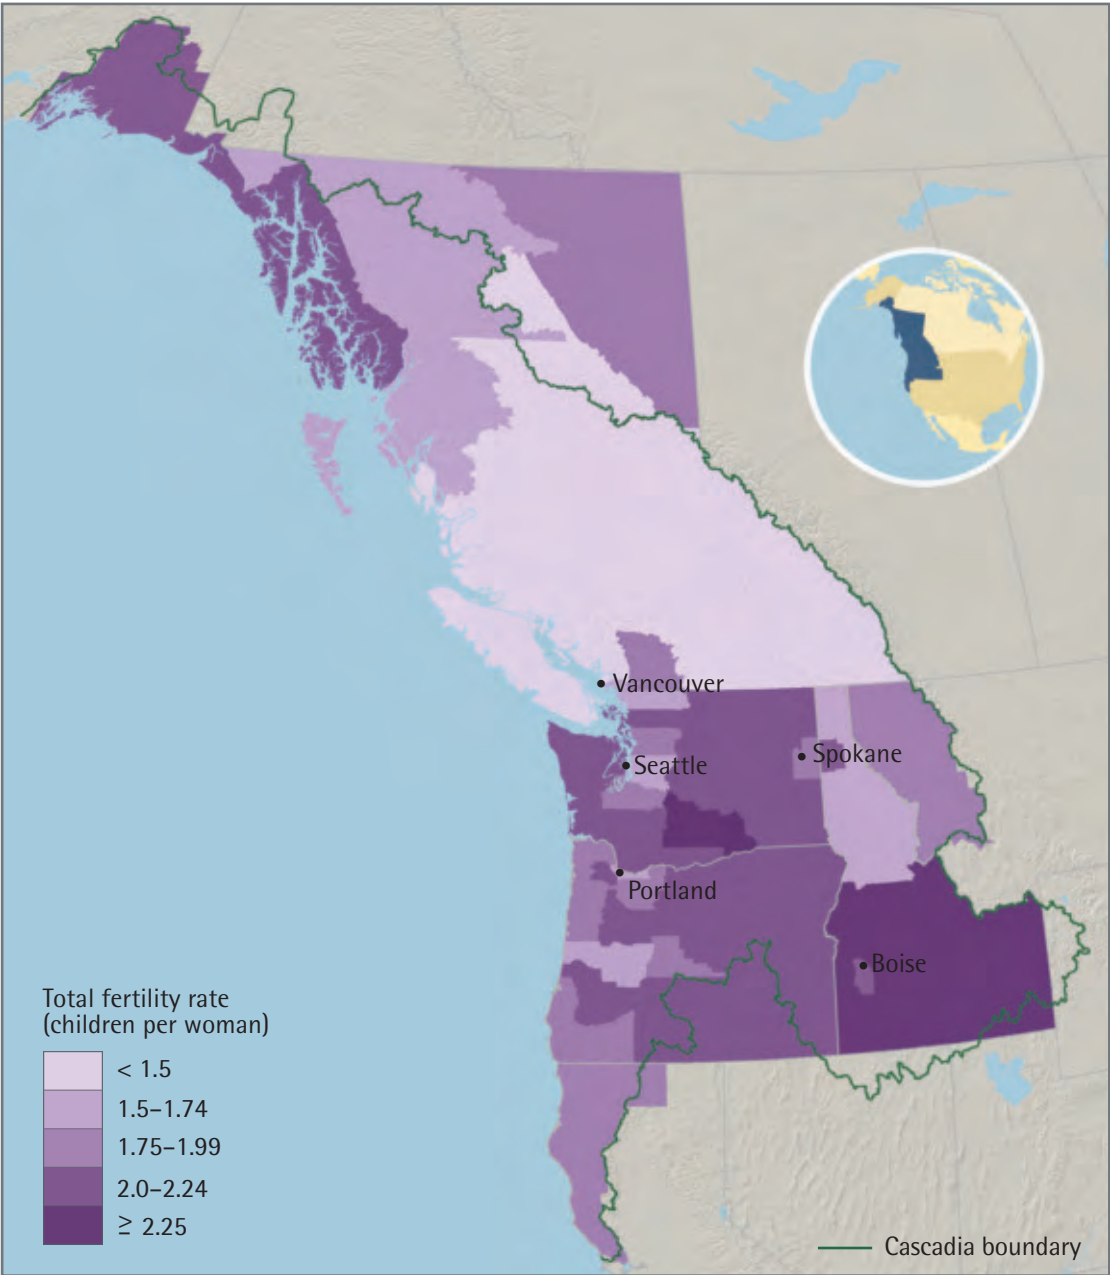 Vancouver
Seattle
Spokane
Portland
Boise
Total fertility rate
(children per woman)
< 1.5
1.5–1.74
1.75–1.99
2.0–2.24
≥ 2.25
Cascadia boundary